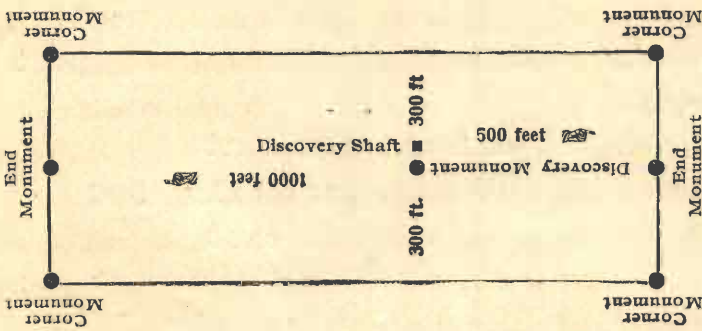 Corner
Monument
Corner
Monument
End
Monument
300 ft
Discovery Shaft
500 feet
Discovery Monument
1000 feet
300 ft.
End
Monument
Corner
Monument
Corner
Monument